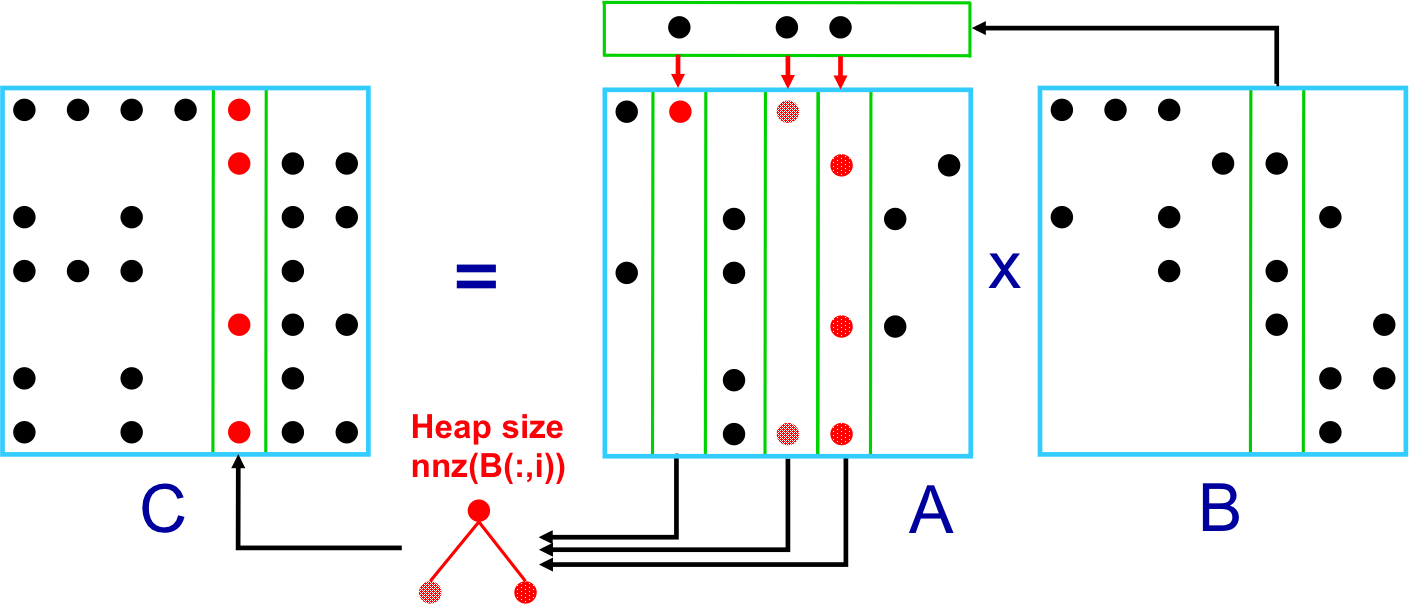 =
x
Heap size
nnz(B(:,i))
C
A
B